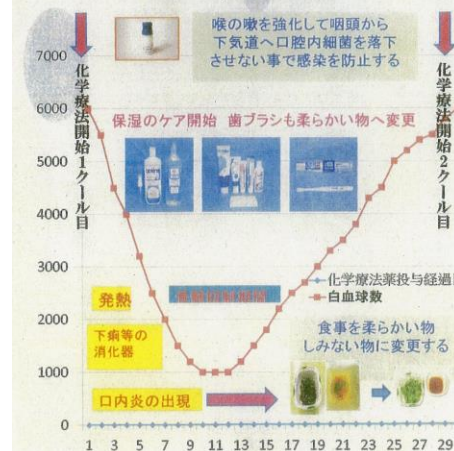 喉の嗽を強化して咽頭から
下気道へ口腔内細菌を落下
させない事で感染を防止する
化学療法開始1クール目
化学療法開始2クール目
保湿のケア開始 歯ブラシも柔らかい物へ変更
7000
6000
5000
4000
3000
2000
1000
0
化学療法薬投与経過
白血球数
発熱
下痢等の
消化器
食事を柔らかい物
しみない物に変更する
口内炎の出現
1 3 5 7 9 11 13 15 17 19 21 23 25 27 29